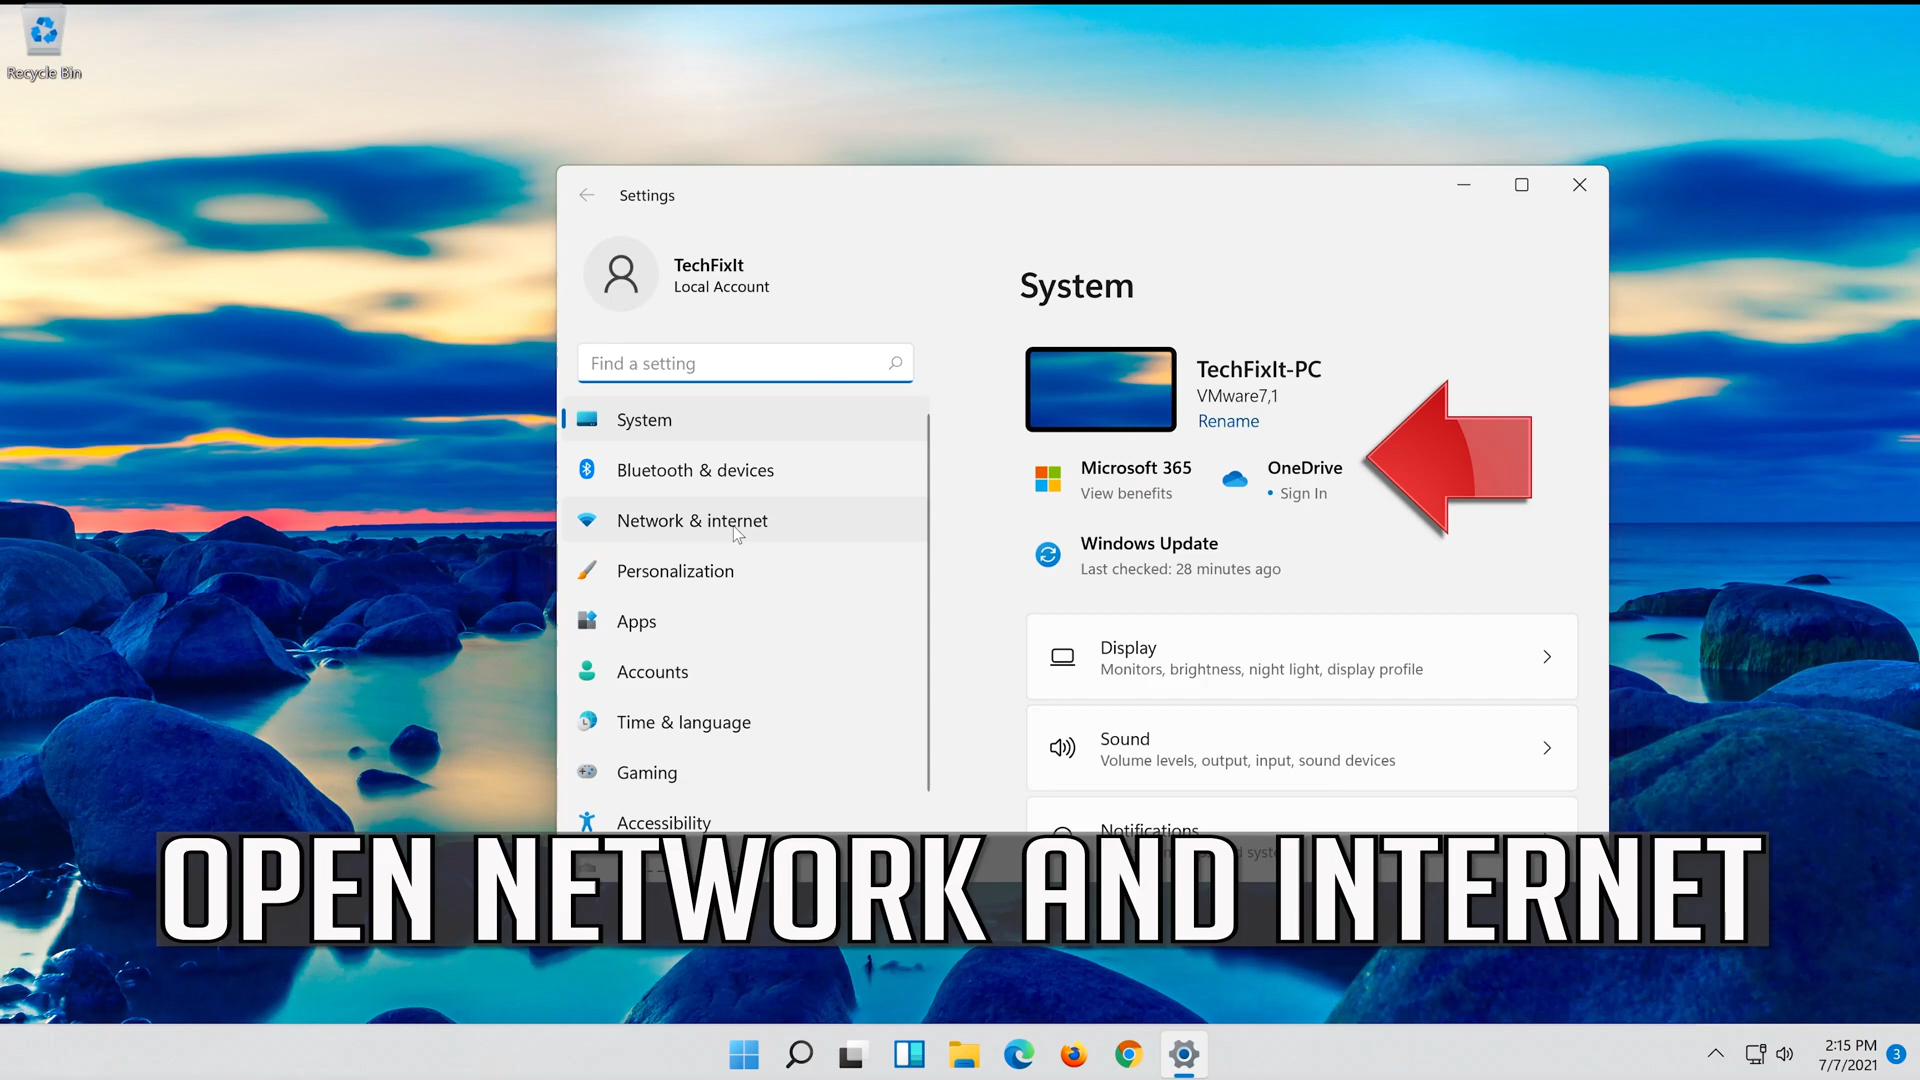 Recycle Bin
Settings
TechFixIt
Local Account
Find a setting
System
Bluetooth & devices
Network & internet
Personalization
Apps
Accounts
Time & language
Gaming
Accessibility
System
TechFixIt-PC
VMware7,1
Rename
Microsoft 365
View benefits
OneDrive
• Sign In
Windows Update
Last checked: 28 minutes ago
Display
Monitors, brightness, night light, display profile
Sound
Volume levels, output, input, sound devices
Notifications
OPEN NETWORK AND INTERNET
2:15 PM
7/7/2021
3